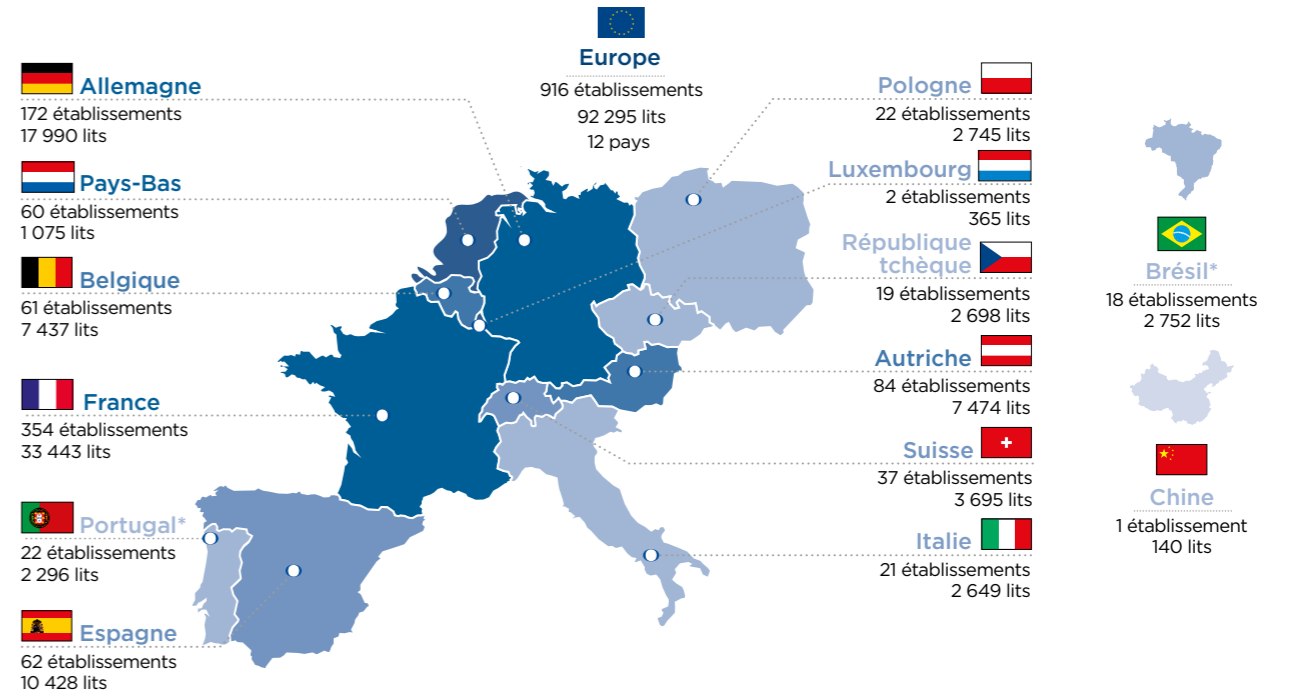 Europe
916 établissements
92 295 lits
12 pays
Allemagne
172 établissements
17 990 lits
Pays-Bas
60 établissements
1 075 lits
Belgique
61 établissements
7 437 lits
France
354 établissements
33 443 lits
Portugal*
22 établissements
2 296 lits
Espagne
62 établissements
10 428 lits
Pologne
22 établissements
2 745 lits
Luxembourg
2 établissements
365 lits
République
tchèque
19 établissements
2 698 lits
Autriche
84 établissements
7 474 lits
Suisse
37 établissements
3 695 lits
Italie
21 établissements
2 649 lits
Brésil*
18 établissements
2 752 lits
Chine
1 établissement
140 lits